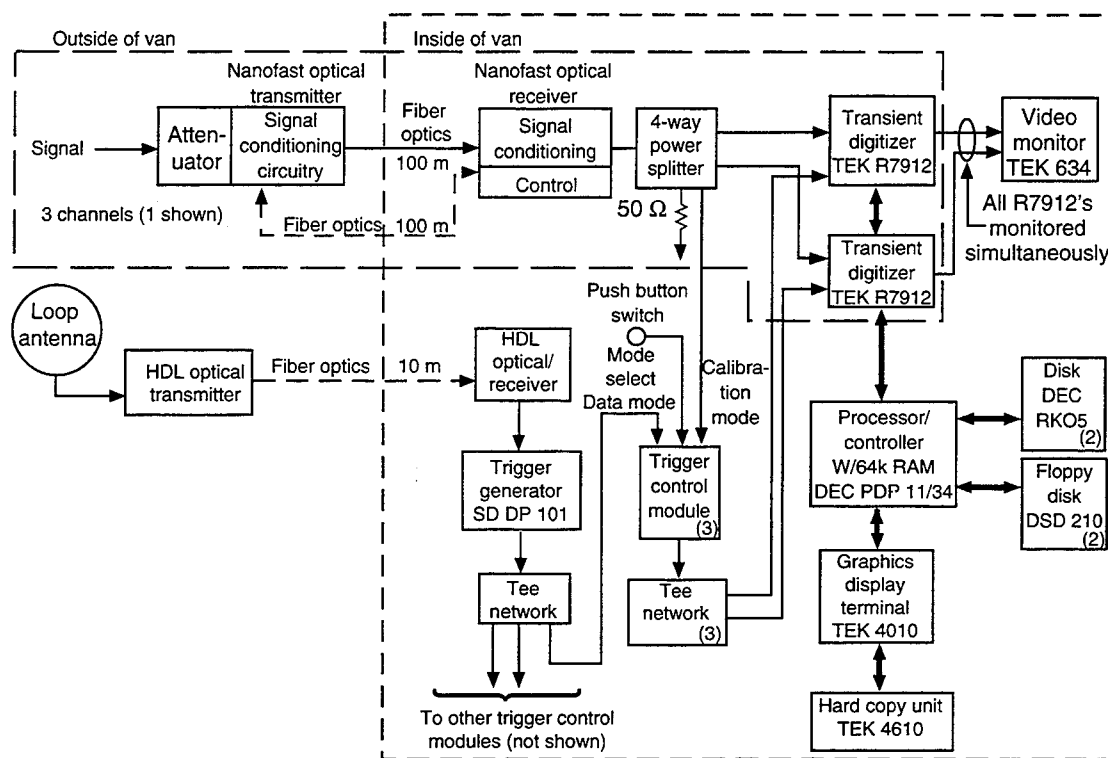 Outside of van
Inside of van
Nanofast optical
transmitter
Nanofast optical
receiver
Signal
Atten-
uator
Signal
conditioning
circuitry
Fiber
optics
100 m
Signal
conditioning
Control
4-way
power
splitter
Transient
digitizer
TEK R7912
Video
monitor
TEK 634
3 channels (1 shown)
Fiber optics
100 m
50 Ω
All R7912's
monitored
simultaneously
Transient
digitizer
TEK R7912
Loop
antenna
HDL optical
transmitter
Fiber optics
10 m
HDL
optical/
receiver
Push button
switch
Mode
select
Data mode
Calibra-
tion
mode
Trigger
generator
SD DP 101
Trigger
control
module
(3)
Processor/
controller
W/64k RAM
DEC PDP 11/34
Disk
DEC
RKO5
(2)
Floppy
disk
DSD 210
(2)
Tee
network
Tee
network
(3)
Graphics
display
terminal
TEK 4010
Hard copy unit
TEK 4610
To other trigger control
modules (not shown)